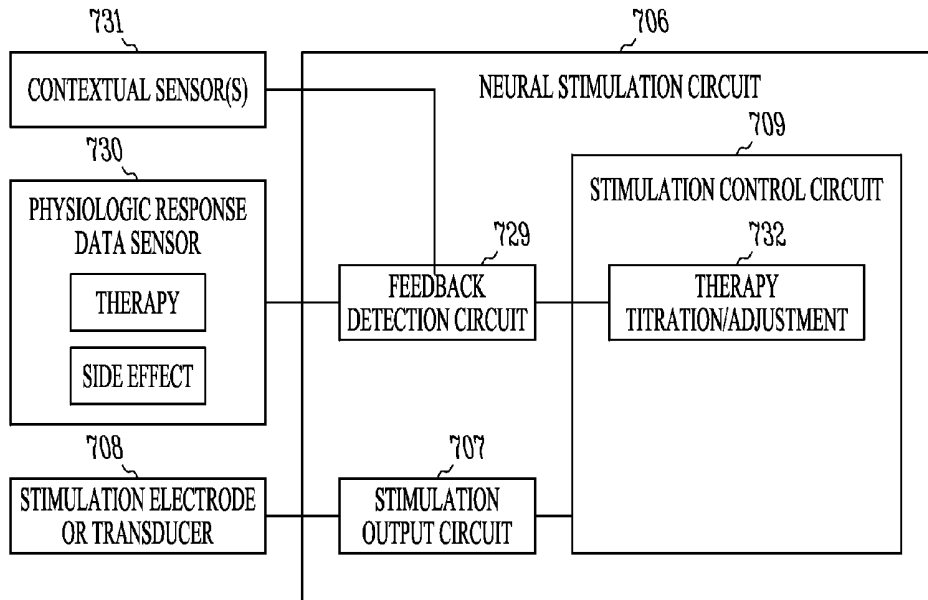 731
706
CONTEXTUAL SENSOR(S)
NEURAL STIMULATION CIRCUIT
730
709
PHYSIOLOGIC RESPONSE
DATA SENSOR
STIMULATION CONTROL CIRCUIT
729
732
THERAPY
FEEDBACK
DETECTION CIRCUIT
THERAPY
TITRATION/ADJUSTMENT
SIDE EFFECT
708
707
STIMULATION ELECTRODE
OR TRANSDUCER
STIMULATION
OUTPUT CIRCUIT